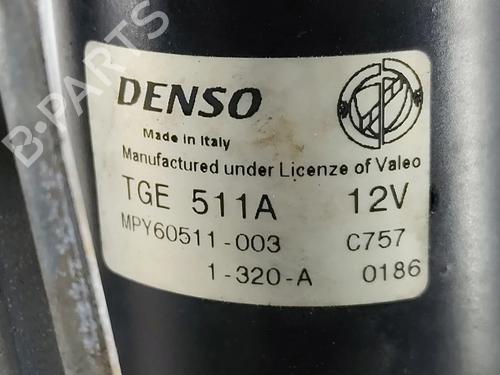 DENSO
Made in Italy
Manufactured under Licenze of Valeo
TGE 511A 12V
MPY60511-003 C757
1-320-A 0186
B-PARTS